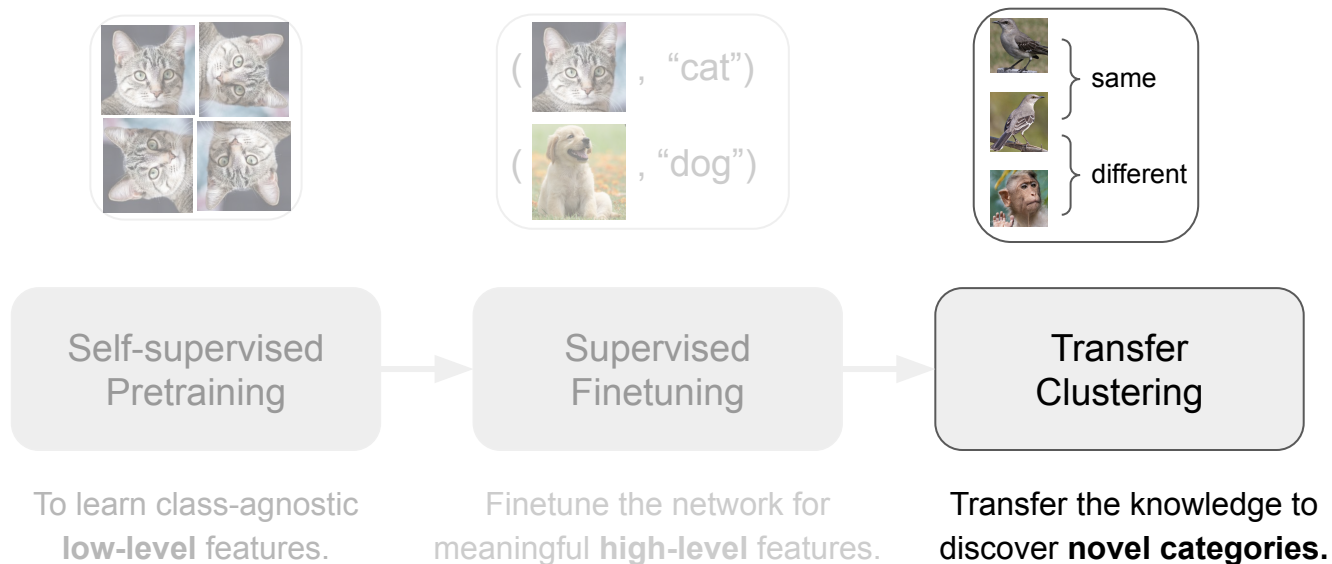 ( , “cat”)
( , “dog”)
same
different
Self-supervised
Pretraining
Supervised
Finetuning
Transfer
Clustering
To learn class-agnostic
low-level features.
Finetune the network for
meaningful high-level features.
Transfer the knowledge to
discover novel categories.